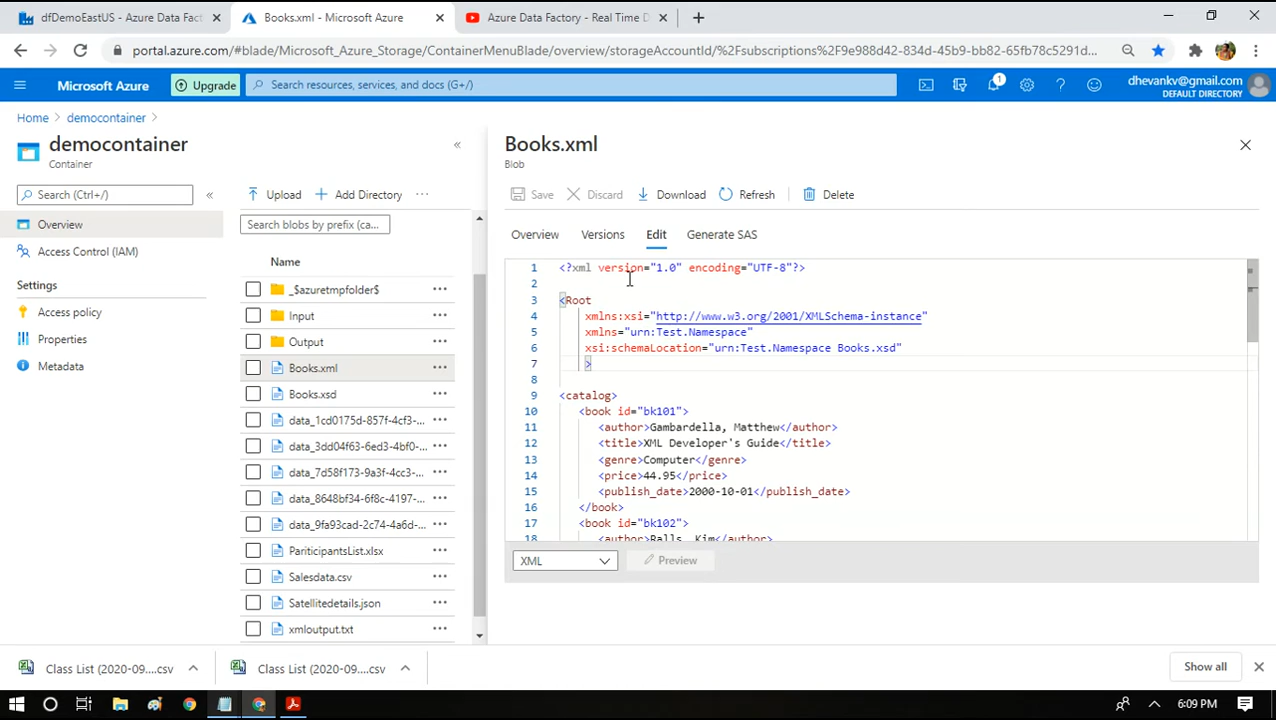 dfDemoEastUS - Azure Data Fact
Books.xml - Microsoft Azure
Azure Data Factory - Real Time D
portal.azure.com/#blade/Microsoft_Azure_Storage/ContainerMenuBlade/overview/storageAccountId/%2Fsubscriptions%2F9e988d42-834d-45b9-bb82-65fb78c5291d...
Microsoft Azure
Upgrade
Search resources, services, and docs (G+/)
1
dhevankv@gmail.com
DEFAULT DIRECTORY
Home > democontainer >
democontainer
Container
Search (Ctrl+/)
Overview
Access Control (IAM)
Settings
Access policy
Properties
Metadata
Upload
Add Directory
Search blobs by prefix (ca...
Name
_$azuretmpfolder$
Input
Output
Books.xml
Books.xsd
data_1cd0175d-857f-4cf3-...
data_3dd04f63-6ed3-4bf0-...
data_7d58f173-9a3f-4cc3-...
data_8648bf34-6f8c-4197-...
data_9fa93cad-2c74-4a6d-...
PariticipantsList.xlsx
Salesdata.csv
Satellitedetails.json
xmloutput.txt
Books.xml
Blob
Save
Discard
Download
Refresh
Delete
Overview
Versions
Edit
Generate SAS
1 <?xml version="1.0" encoding="UTF-8"?>
2
3 <Root
4 xmlns:xsi="http://www.w3.org/2001/XMLSchema-instance"
5 xmlns="urn:Test.Namespace"
6 xsi:schemaLocation="urn:Test.Namespace Books.xsd"
7 >
8
9 <catalog>
10 <book id="bk101">
11 <author>Gambardella, Matthew</author>
12 <title>XML Developer's Guide</title>
13 <genre>Computer</genre>
14 <price>44.95</price>
15 <publish_date>2000-10-01</publish_date>
16 </book>
17 <book id="bk102">
18 <author>Ralls, Kim</author>
XML
Preview
Class List (2020-09....csv
Class List (2020-09....csv
Show all
6:09 PM